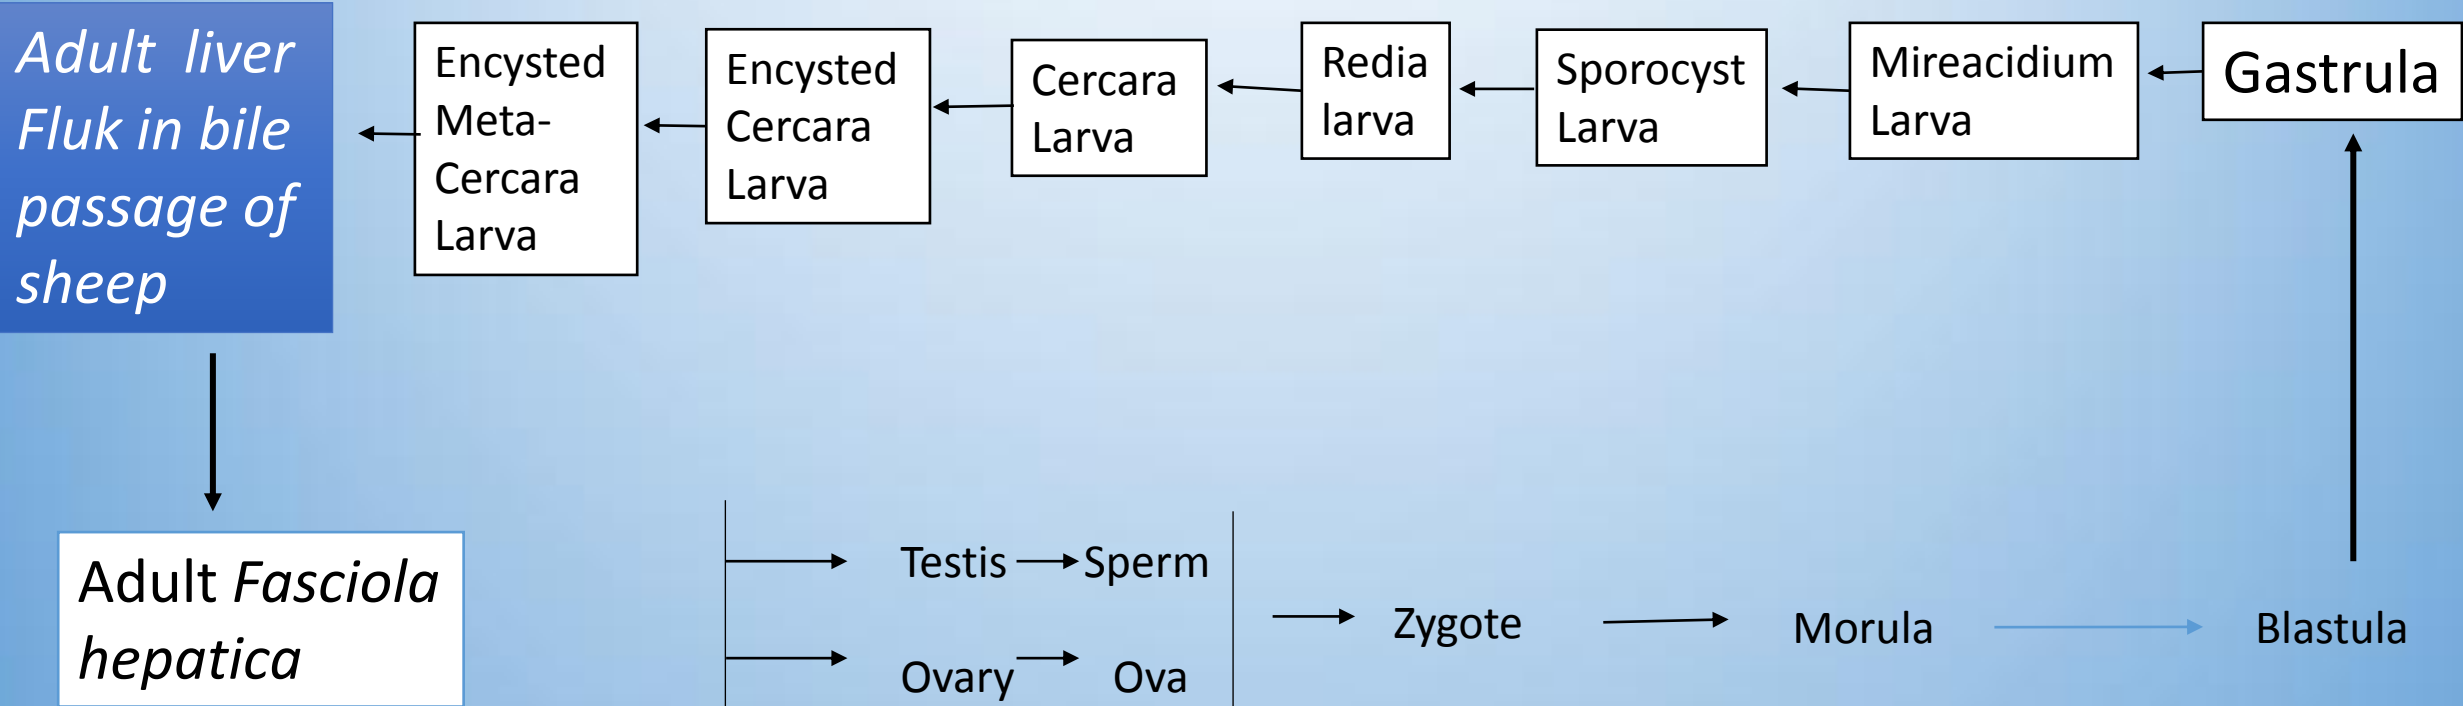 Adult liver
Fluk in bile
passage of
sheep
Encysted
Meta-
Cercara
Larva
Encysted
Cercara
Larva
Cercara
Larva
Redia
larva
Sporocyst
Larva
Mireacidium
Larva
Gastrula
Adult Fasciola
hepatica
Testis
Sperm
Ovary
Ova
Zygote
Morula
Blastula